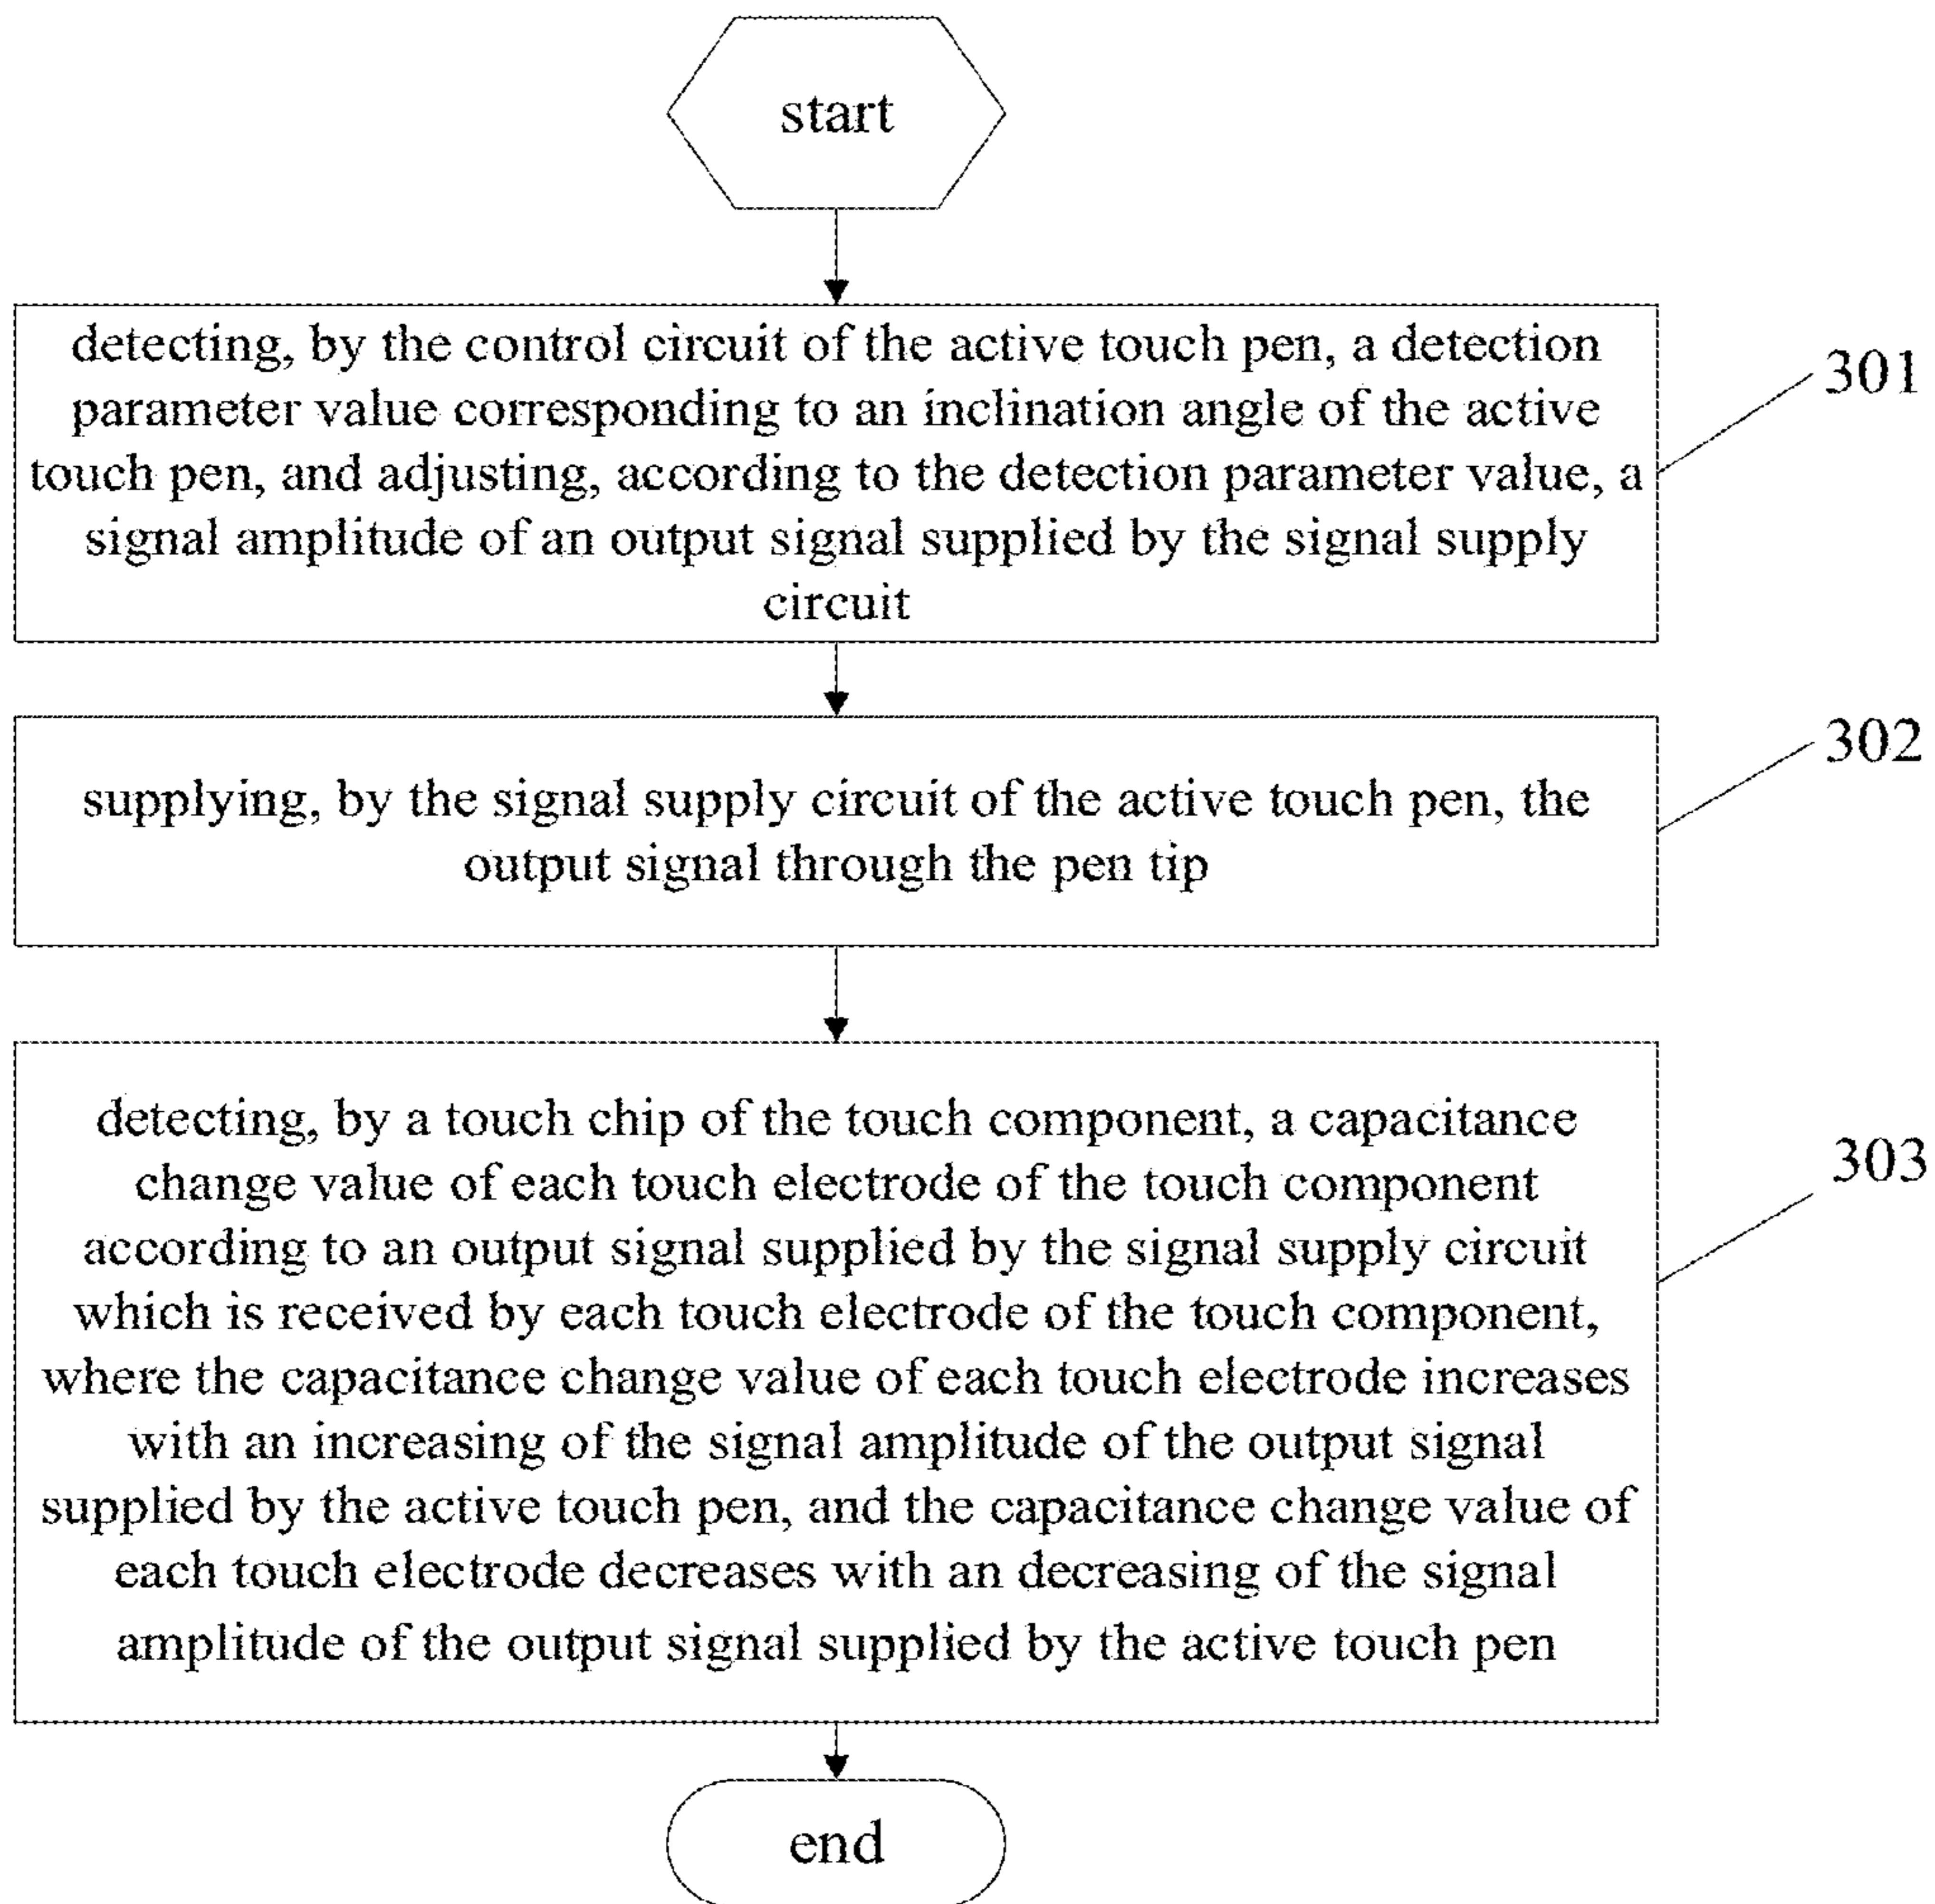 start
detecting, by the control circuit of the active touch pen, a detection
parameter value corresponding to an inclination angle of the active
touch pen, and adjusting, according to the detection parameter value, a
signal amplitude of an output signal supplied by the signal supply
circuit
301
supplying, by the signal supply circuit of the active touch pen, the
output signal through the pen tip
302
detecting, by a touch chip of the touch component, a capacitance
change value of each touch electrode of the touch component
according to an output signal supplied by the signal supply circuit
which is received by each touch electrode of the touch component,
where the capacitance change value of each touch electrode increases
with an increasing of the signal amplitude of the output signal
supplied by the active touch pen, and the capacitance change value of
each touch electrode decreases with an decreasing of the signal
amplitude of the output signal supplied by the active touch pen
303
end